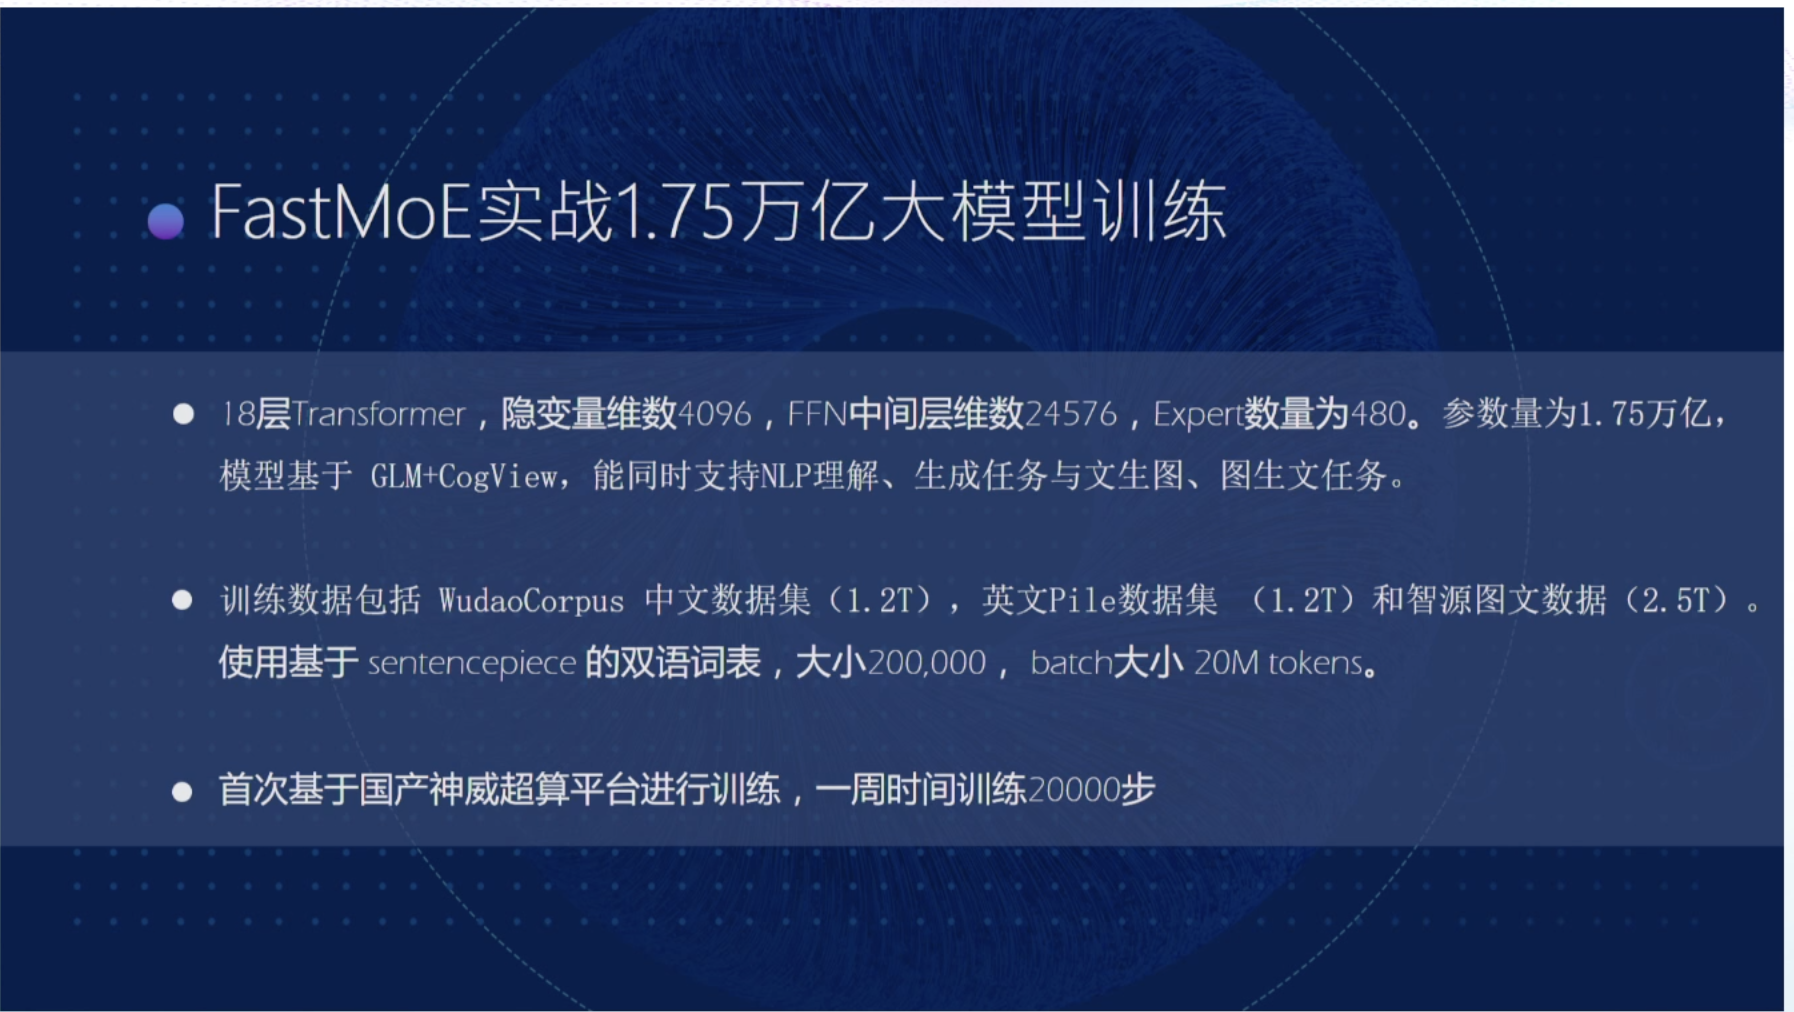 FastMoE实战1.75万亿大模型训练
18层Transformer，隐变量维数4096，FFN中间层维数24576，Expert数量为480。参数量为1.75万亿，
模型基于 GLM+CogView，能同时支持NLP理解、生成任务与文生图、图生文任务。
训练数据包括 WudaoCorpus 中文数据集（1.2T），英文Pile数据集 （1.2T）和智源图文数据（2.5T）。
使用基于 sentencepiece 的双语词表，大小200,000， batch大小 20M tokens。
首次基于国产神威超算平台进行训练，一周时间训练20000步